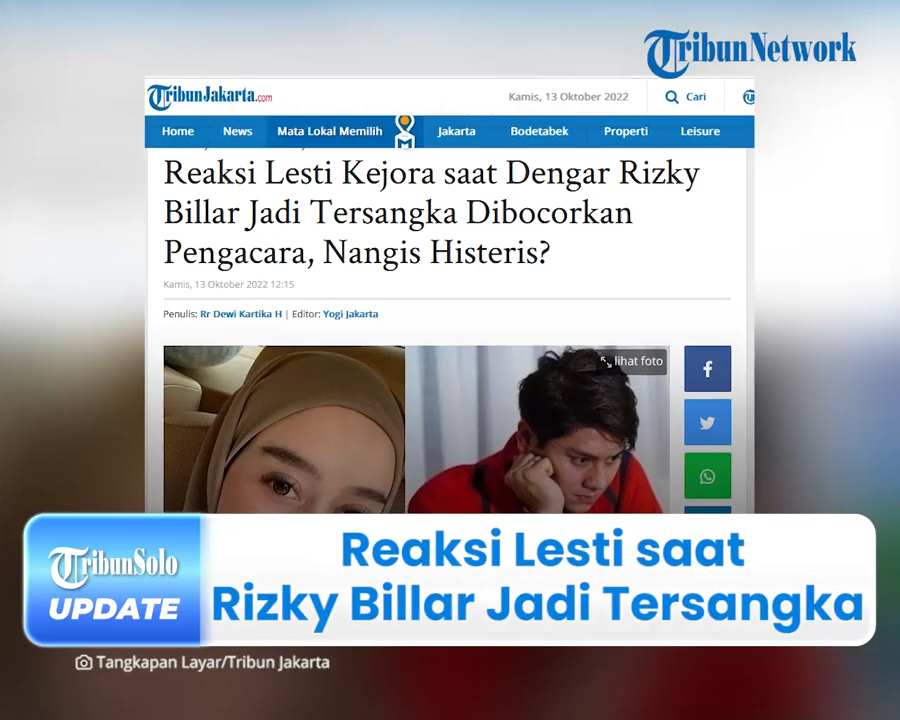 TribunNetwork
TribunJakarta.com
Kamis, 13 Oktober 2022
Cari
Home News Mata Lokal Memilih Jakarta Bodetabek Properti Leisure
Reaksi Lesti Kejora saat Dengar Rizky
Billar Jadi Tersangka Dibocorkan
Pengacara, Nangis Histeris?
Kamis, 13 Oktober 2022 12:15
Penulis: Rr Dewi Kartika H | Editor: Yogi Jakarta
lihat foto
f
TribunSolo
UPDATE
Reaksi Lesti saat
Rizky Billar Jadi Tersangka
Tangkapan Layar/Tribun Jakarta